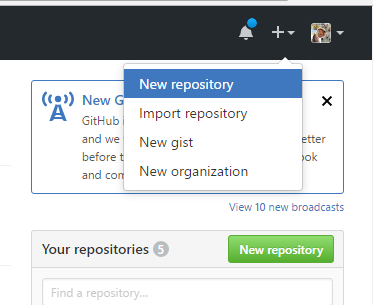 New repository
Import repository
New gist
New organization
New G
GitHub i
and we
etter
before t
ook
and com
View 10 new broadcasts
Your repositories 5
New repository
Find a repository...